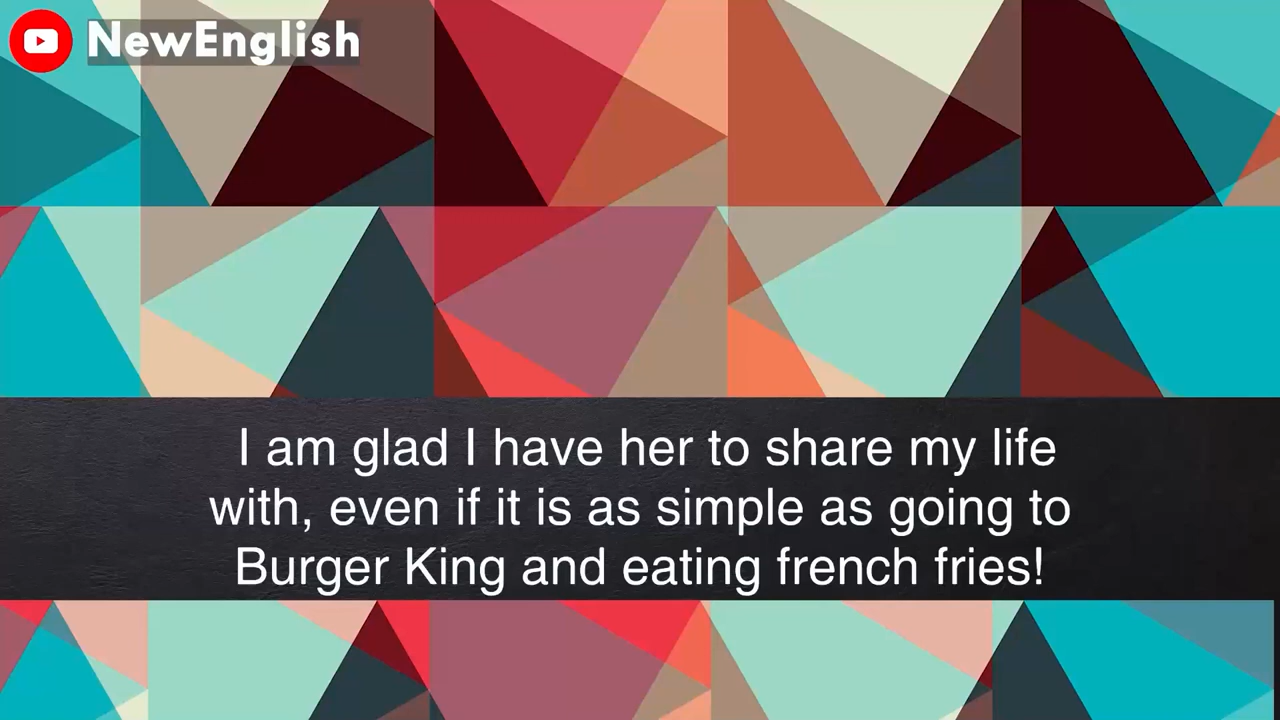 NewEnglish
I am glad I have her to share my life
with, even if it is as simple as going to
Burger King and eating french fries!